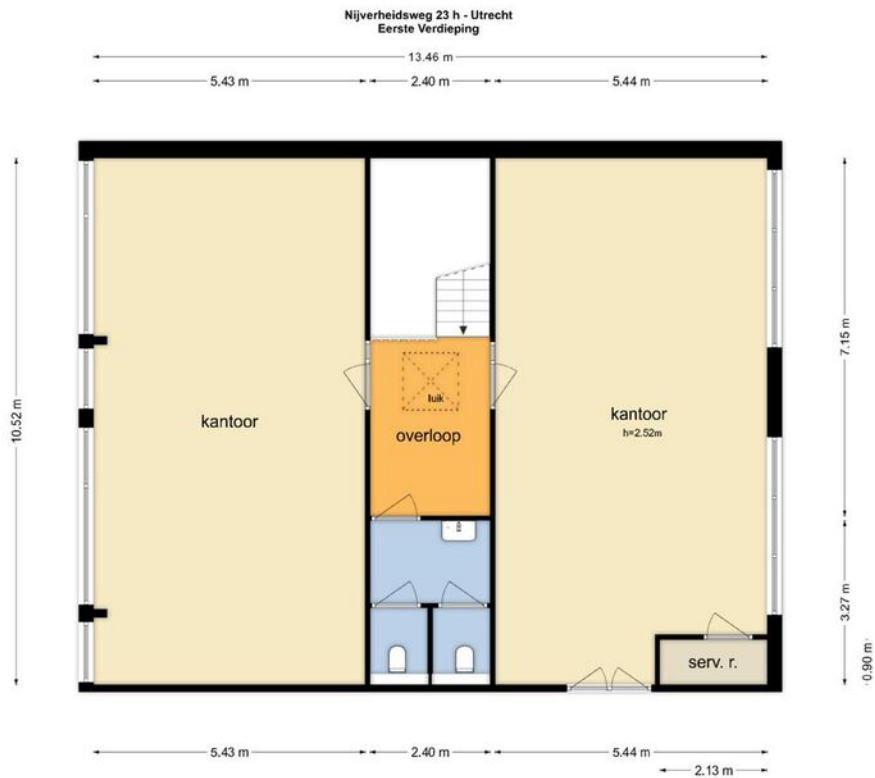 Nijverheidsweg 23 h - Utrecht
Eerste Verdieping
13.46 m
5.43 m
2.40 m
5.44 m
10.52 m
7.15 m
luik
kantoor
overloop
kantoor
h=2.52m
3.27 m
0.90 m
serv. r.
5.43 m
2.40 m
5.44 m
2.13 m